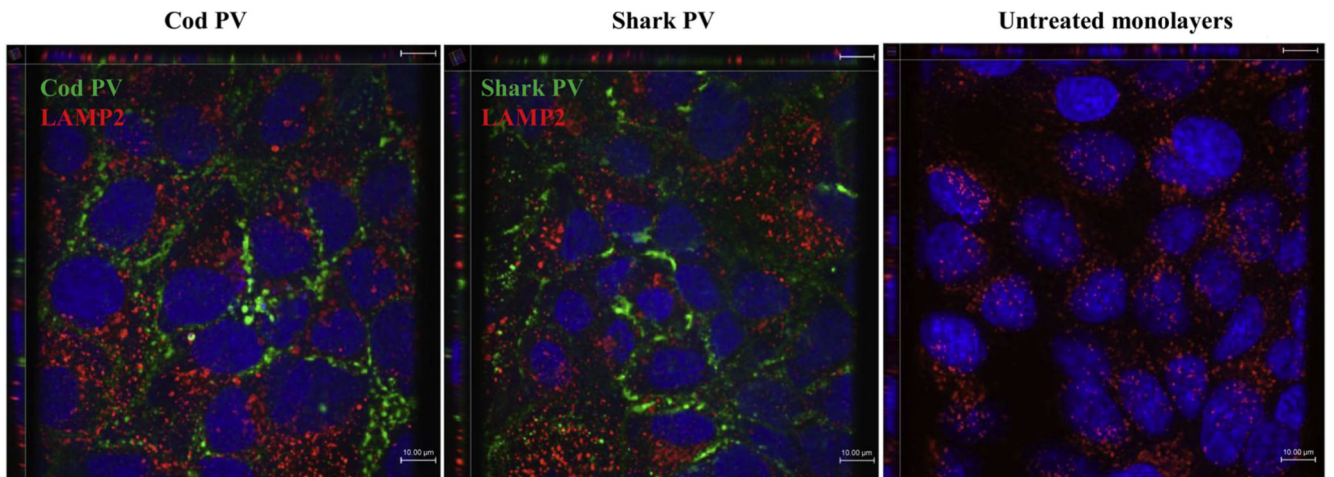 Cod PV
Shark PV
Untreated monolayers
Cod PV
LAMP2
Shark PV
LAMP2
10.00 µm
10.00 µm
10.00 µm